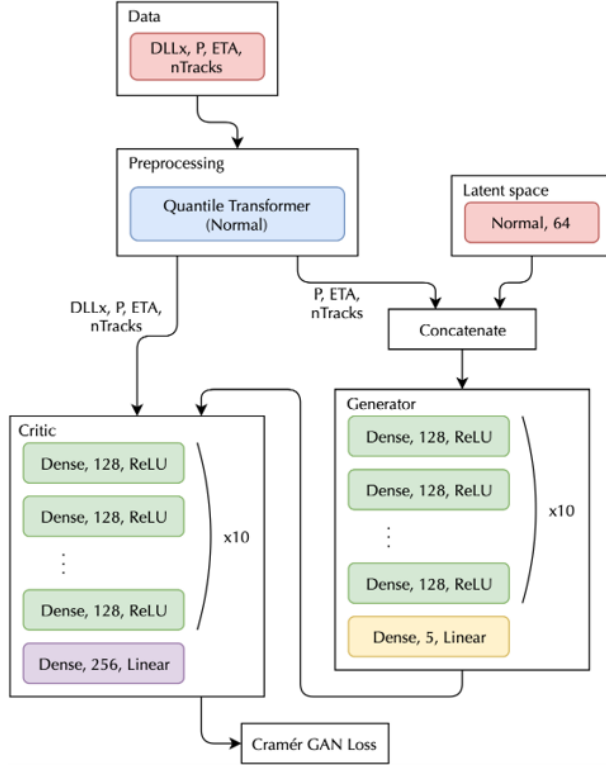 Data
DLLx, P, ETA,
nTracks
Preprocessing
Quantile Transformer
(Normal)
Latent space
Normal, 64
DLLx, P, ETA,
nTracks
P, ETA,
nTracks
Concatenate
Critic
Dense, 128, ReLU
Dense, 128, ReLU
⋮
Dense, 128, ReLU
x10
Dense, 256, Linear
Generator
Dense, 128, ReLU
Dense, 128, ReLU
⋮
Dense, 128, ReLU
x10
Dense, 5, Linear
Cramér GAN Loss